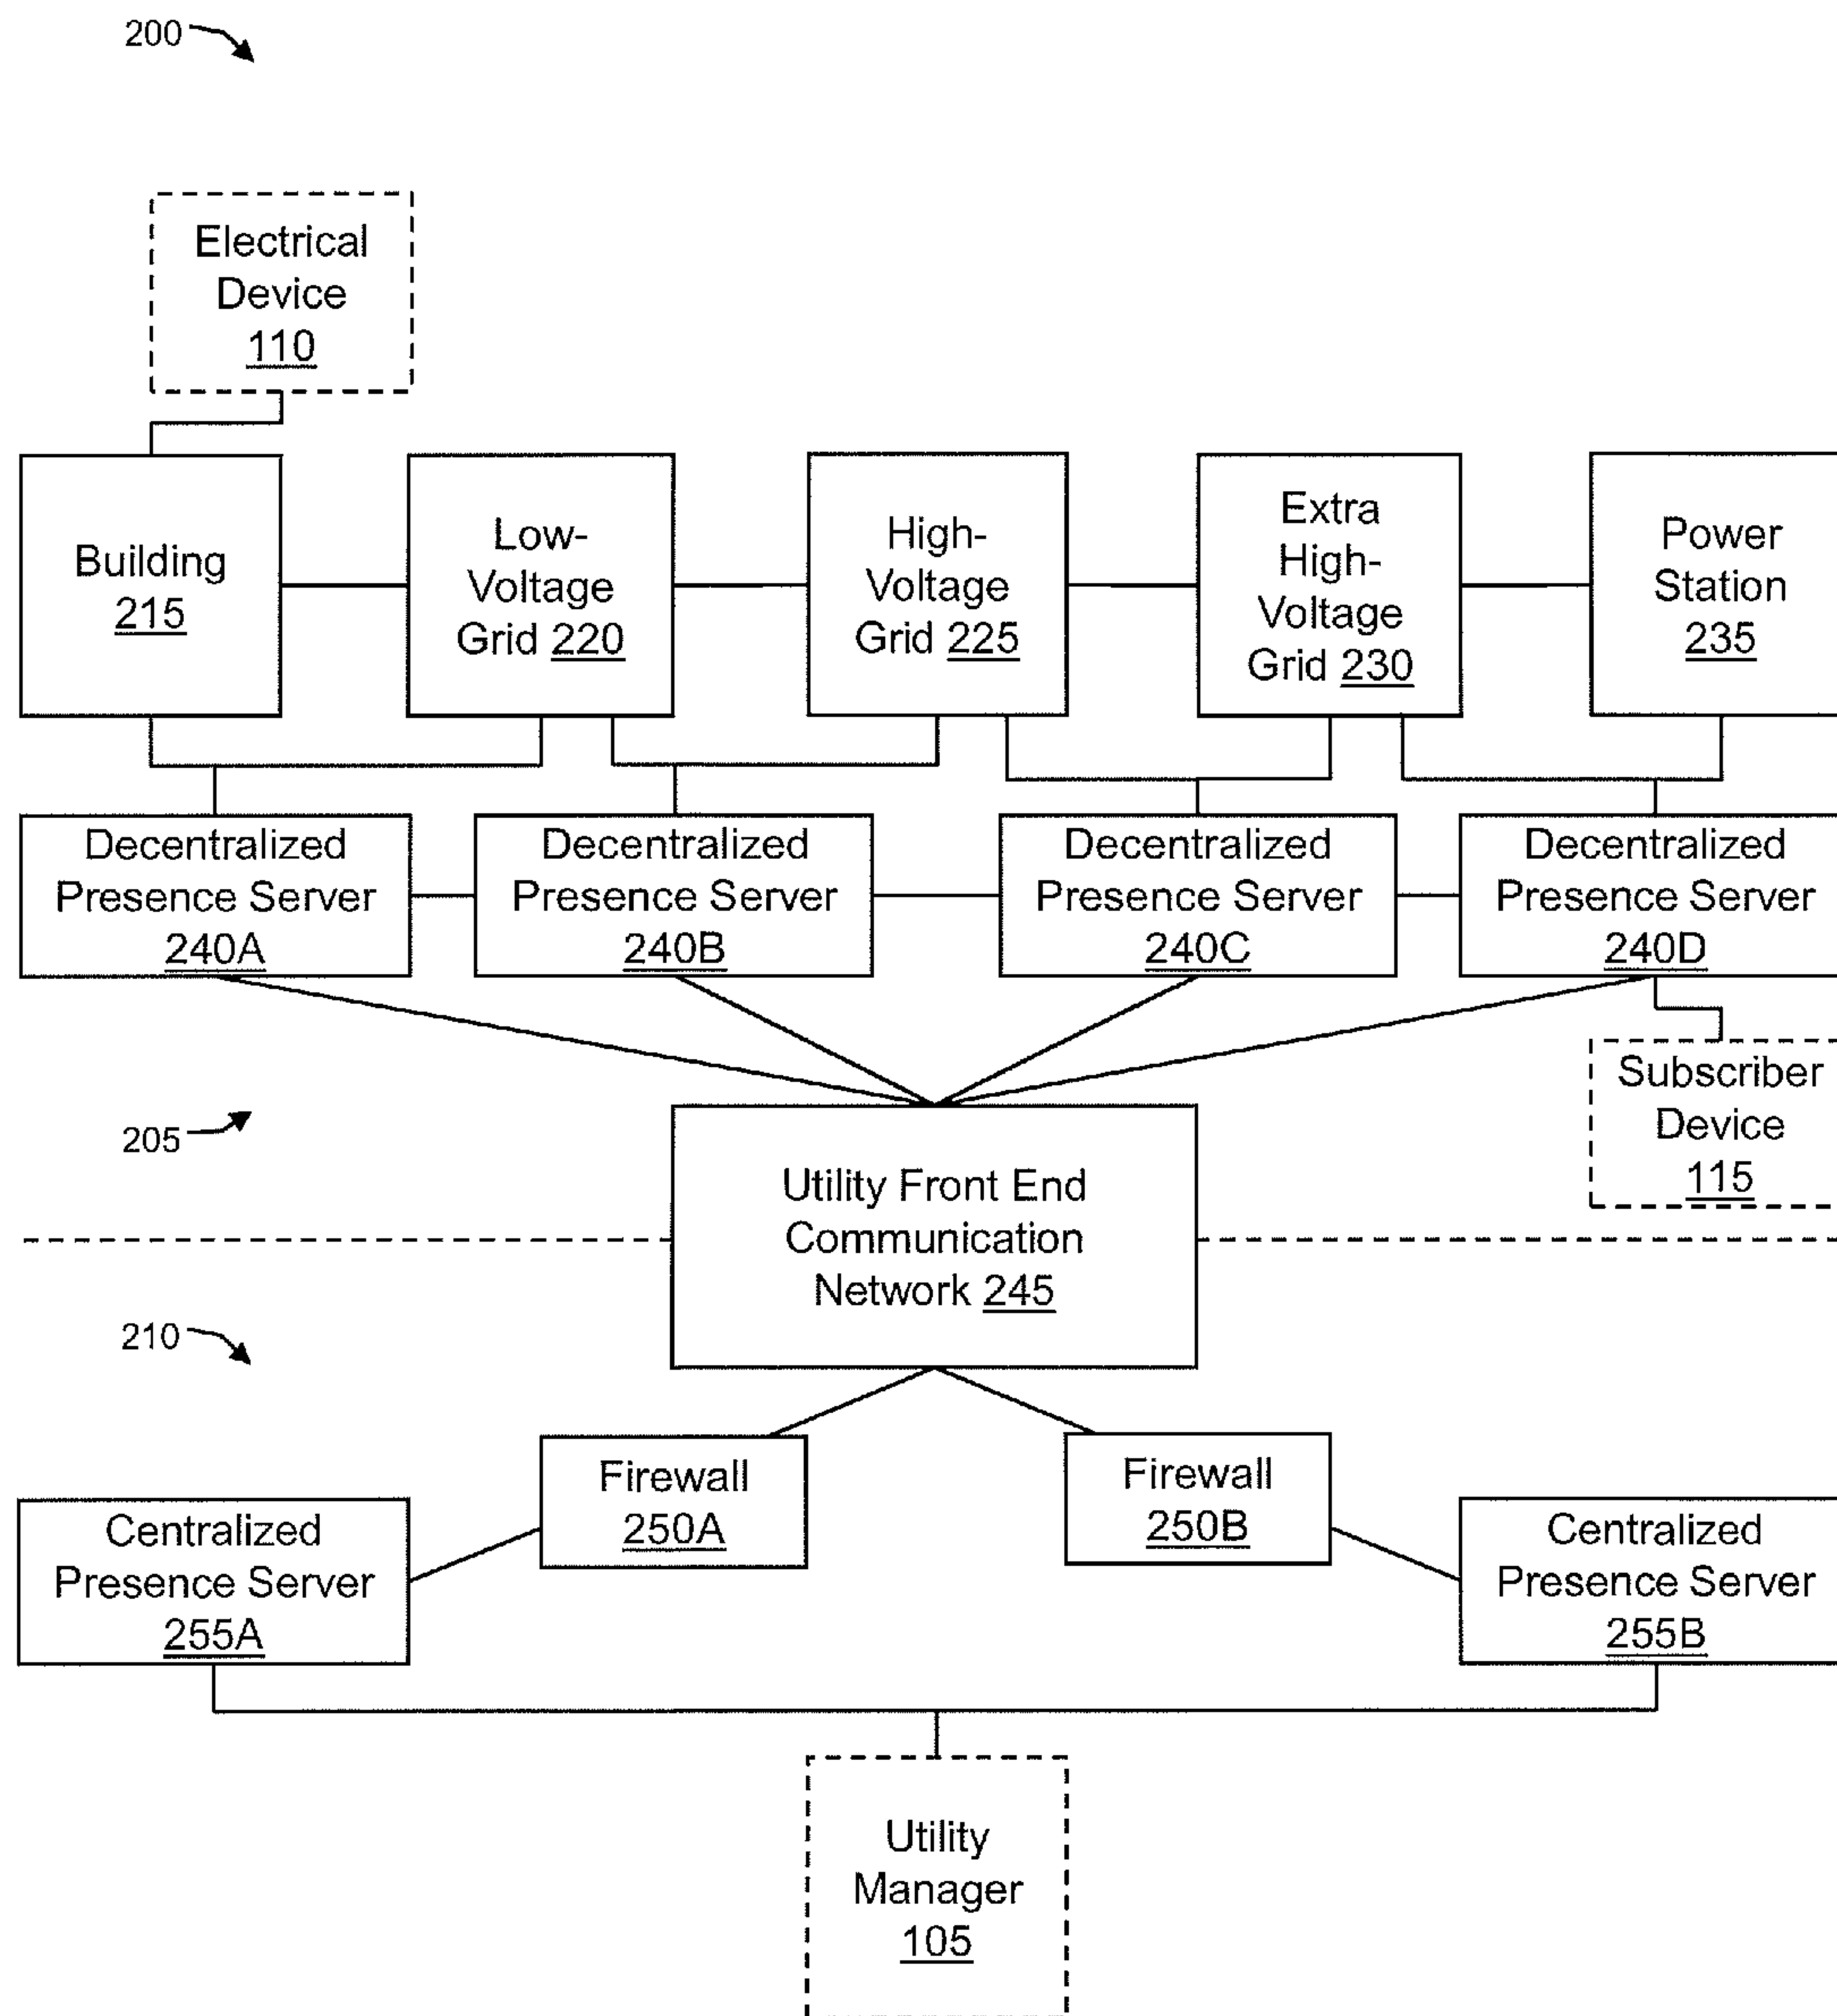 200
Electrical
Device
110
Building
215
Low-
Voltage
Grid 220
High-
Voltage
Grid 225
Extra
High-
Voltage
Grid 230
Power
Station
235
Decentralized
Presence Server
240A
Decentralized
Presence Server
240B
Decentralized
Presence Server
240C
Decentralized
Presence Server
240D
205
Subscriber
Device
115
Utility Front End
Communication
Network 245
210
Firewall
250A
Firewall
250B
Centralized
Presence Server
255A
Centralized
Presence Server
255B
Utility
Manager
105